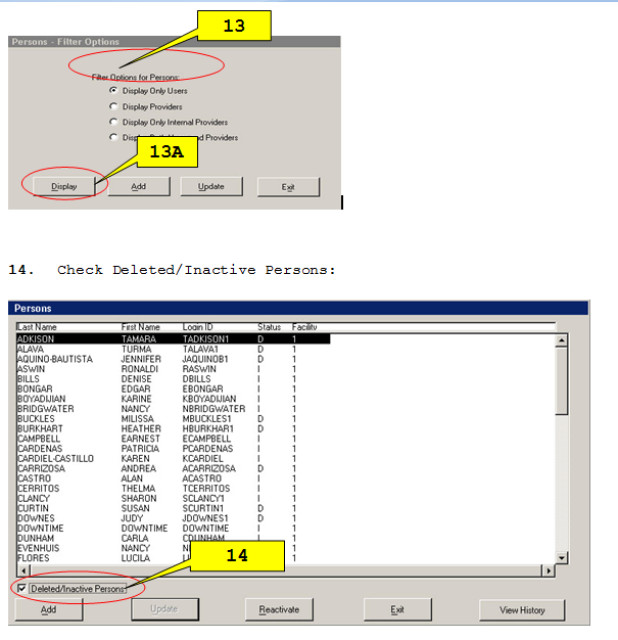 13
Persons - Filter Options
Filter Options for Persons:
Display Only Users
Display Providers
Display Only Internal Providers
and Providers
13A
Display Add Update Exit
14. Check Deleted/Inactive Persons:
Persons
Last Name First Name Login ID Status Facility
ADKISON TAMARA TADKISON1 D 1
ALAVA TURMA TALAVA1 D 1
AQUINO-BAUTISTA JENNIFER JAQUINOB1 D 1
ASWIN RONALDI RASWIN I 1
BILLS DENISE DBILLS I 1
BONGAR EDGAR EBONGAR I 1
BOYADIJIAN KARINE KBOYADIJIAN I 1
BRIDGWATER NANCY NBRIDGWATER I 1
BUCKLES MILISSA MBUCKLES1 D 1
BURKHART HEATHER HBURKHAR1 D 1
CAMPBELL EARNEST ECAMPBELL I 1
CARDENAS PATRICIA PCARDENAS I 1
CARDIEL-CASTILLO KAREN KCARDIEL I 1
CARRIZOSA ANDREA ACARRIZOSA D 1
CASTRO ALAN ACASTRO I 1
CERRITOS THELMA TCERRITOS I 1
CLANCY SHARON SCLANCY1 I 1
CURTIN SUSAN SCURTIN1 D 1
DOWNES JUDY JDOWNES1 D 1
DOWNTIME DOWNTIME DOWNTIME I 1
DUNHAM CARLA CDUNHAM I 1
EVENHUIS NANCY
FLORES LUCILA
14
Deleted/Inactive Persons
Add Update Reactivate Exit View History